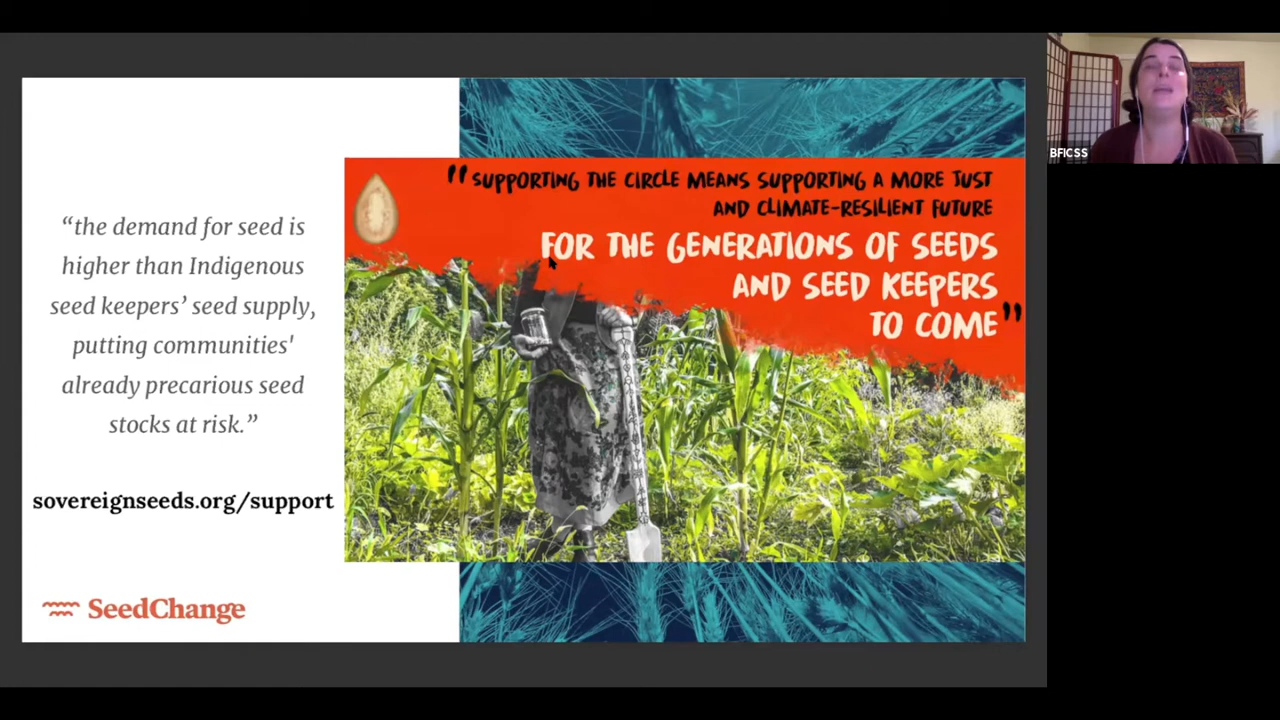 “the demand for seed is
higher than Indigenous
seed keepers’ seed supply,
putting communities'
already precarious seed
stocks at risk.”
sovereignseeds.org/support
SeedChange
"SUPPORTING THE CIRCLE MEANS SUPPORTING A MORE JUST
AND CLIMATE-RESILIENT FUTURE
FOR THE GENERATIONS OF SEEDS
AND SEED KEEPERS
TO COME"
BFICSS